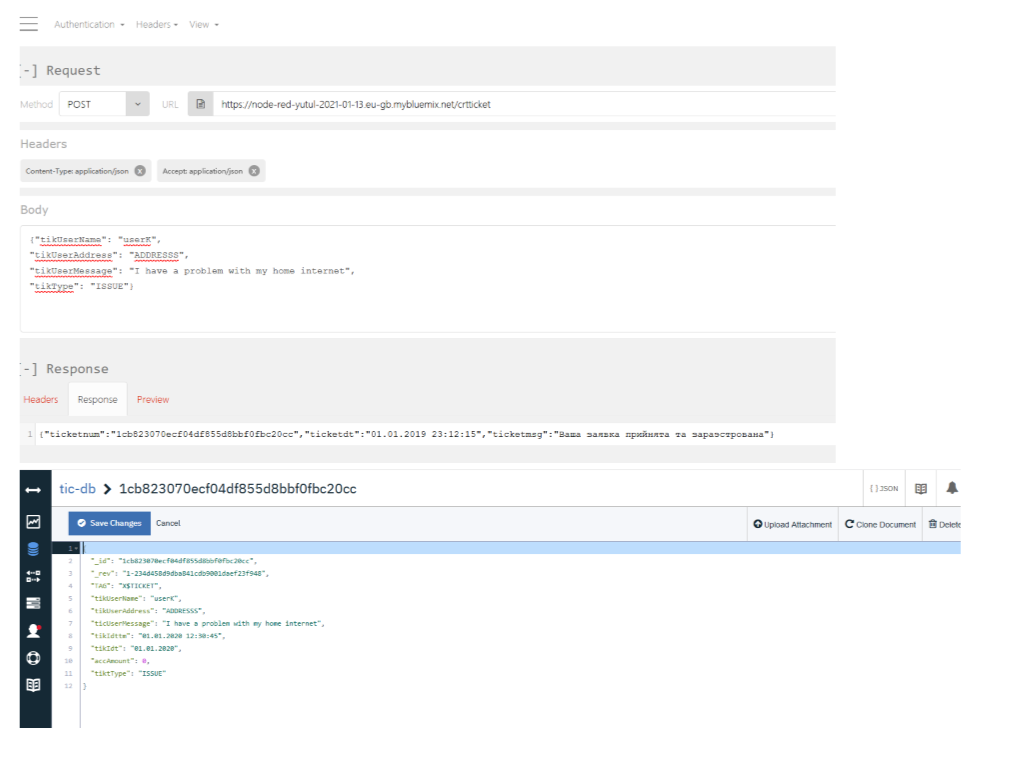 Authentication Headers View
[-] Request
Method POST URL https://node-red-yutul-2021-01-13.eu-gb.mybluemix.net/crtticket
Headers
Content-Type: application/json Accept: application/json
Body
{"tikUserName": "userK",
"tikUserAddress": "ADDRESSS",
"tikUserMessage": "I have a problem with my home internet",
"tikType": "ISSUE"}
[-] Response
Headers Response Preview
1 {"ticketnum":"1cb823070ecf04df855d8bbf0fbc20cc","ticketdt":"01.01.2019 23:12:15","ticketmsg":"Ваша заявка прийнята та зараэстрована"}
tic-db > 1cb823070ecf04df855d8bbf0fbc20cc {} JSON
Save Changes Cancel Upload Attachment Clone Document Delete
1 {
2 "_id": "1cb823070ecf04df855d8bbf0fbc20cc",
3 "_rev": "1-234d458d9dba841cdb9001daef23f948",
4 "TAG": "X$TICKET",
5 "tikUserName": "userK",
6 "tikUserAddress": "ADDRESSS",
7 "ticUserMessage": "I have a problem with my home internet",
8 "tikidttm": "01.01.2020 12:30:45",
9 "tikIdt": "01.01.2020",
10 "accAmount": 0,
11 "tiktType": "ISSUE"
12 }